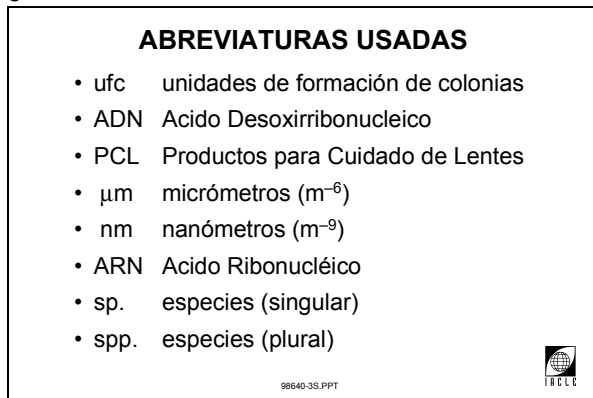 ABREVIATURAS USADAS
• ufc unidades de formación de colonias
• ADN Acido Desoxirribonucleico
• PCL Productos para Cuidado de Lentes
• μm micrómetros (m⁻⁶)
• nm nanómetros (m⁻⁹)
• ARN Acido Ribonucléico
• sp. especies (singular)
• spp. especies (plural)
98640-3S.PPT
IACLE